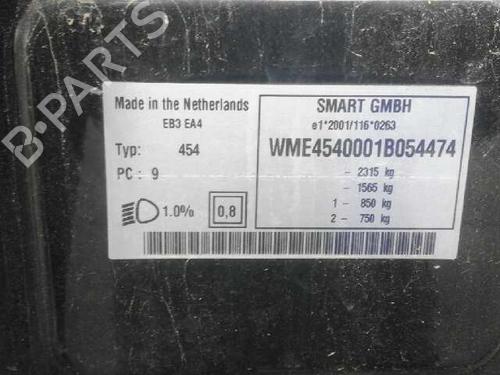 B-PARTS
Made in the Netherlands
EB3 EA4
Typ: 454
PC: 9
1.0%
0,8
SMART GMBH
e1*2001/116*0263
WME4540001B054474
- 2315 kg
- 1565 kg
1 - 850 kg
2 - 750 kg